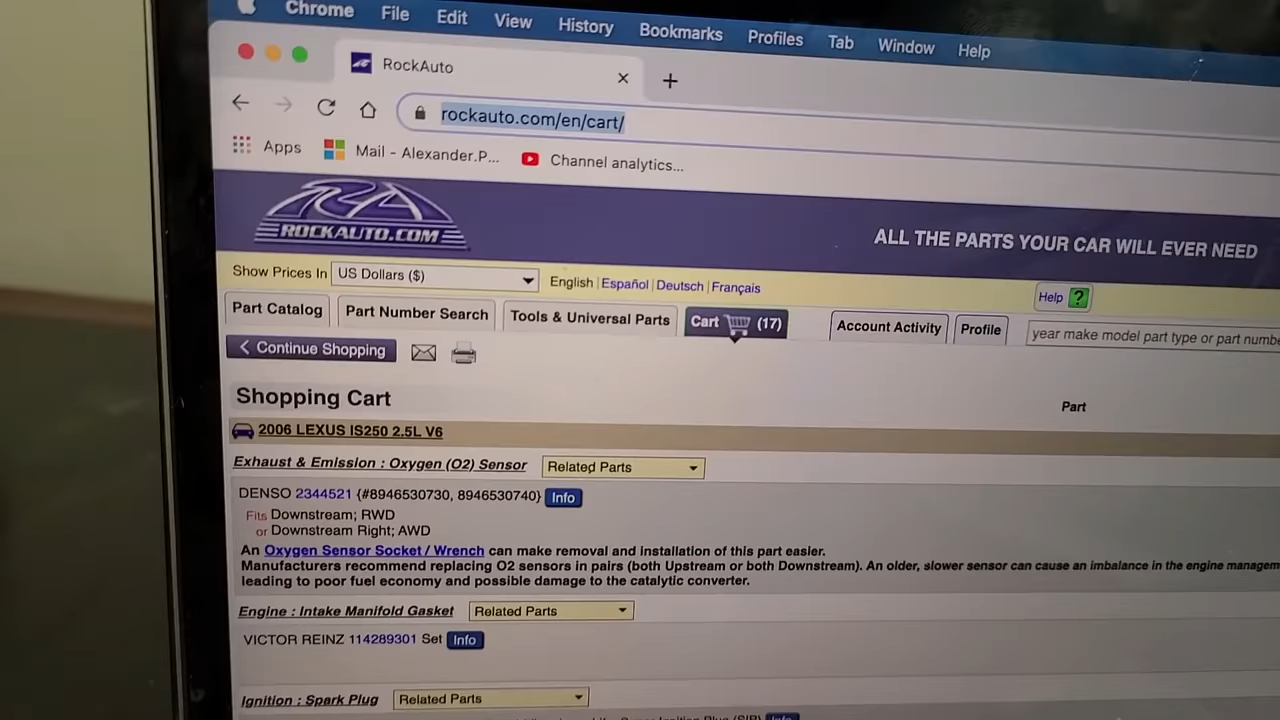 Chrome File Edit View History Bookmarks Profiles Tab Window Help
RockAuto
rockauto.com/en/cart/
Apps Mail - Alexander.P... Channel analytics...
ROCKAUTO.COM ALL THE PARTS YOUR CAR WILL EVER NEED
Show Prices In US Dollars ($) English | Español | Deutsch | Français Help ?
Part Catalog Part Number Search Tools & Universal Parts Cart (17) Account Activity Profile year make model part type or part numbe
Continue Shopping
Shopping Cart Part
2006 LEXUS IS250 2.5L V6
Exhaust & Emission : Oxygen (O2) Sensor Related Parts
DENSO 2344521 {#8946530730, 8946530740} Info
Fits Downstream; RWD
or Downstream Right; AWD
An Oxygen Sensor Socket / Wrench can make removal and installation of this part easier.
Manufacturers recommend replacing O2 sensors in pairs (both Upstream or both Downstream). An older, slower sensor can cause an imbalance in the engine managem
leading to poor fuel economy and possible damage to the catalytic converter.
Engine : Intake Manifold Gasket Related Parts
VICTOR REINZ 114289301 Set Info
Ignition : Spark Plug Related Parts